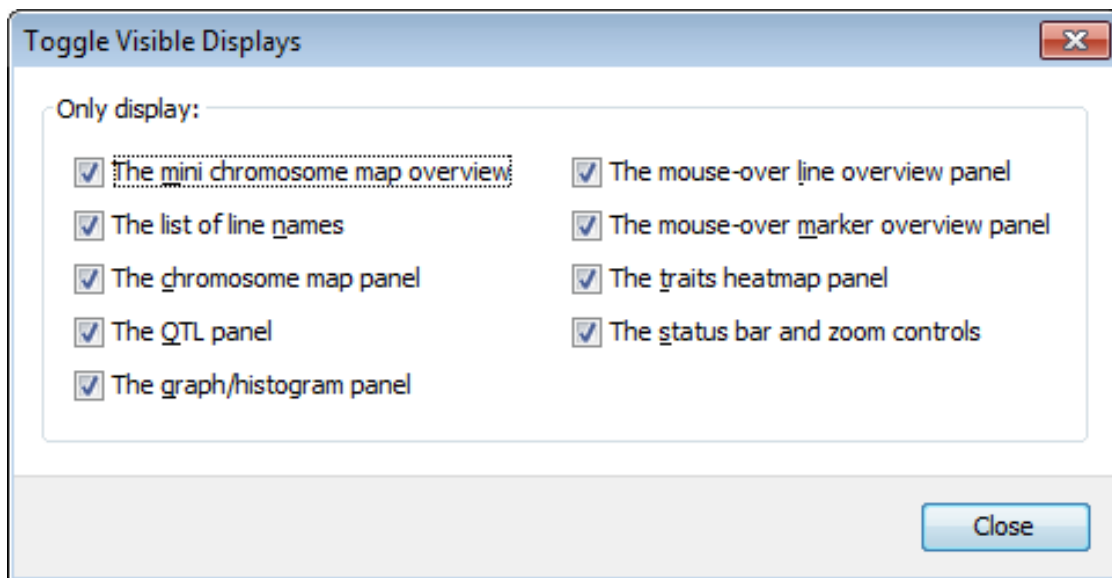 Toggle Visible Displays
Only display:
The mini chromosome map overview
The list of line names
The chromosome map panel
The QTL panel
The graph/histogram panel
The mouse-over line overview panel
The mouse-over marker overview panel
The traits heatmap panel
The status bar and zoom controls
Close